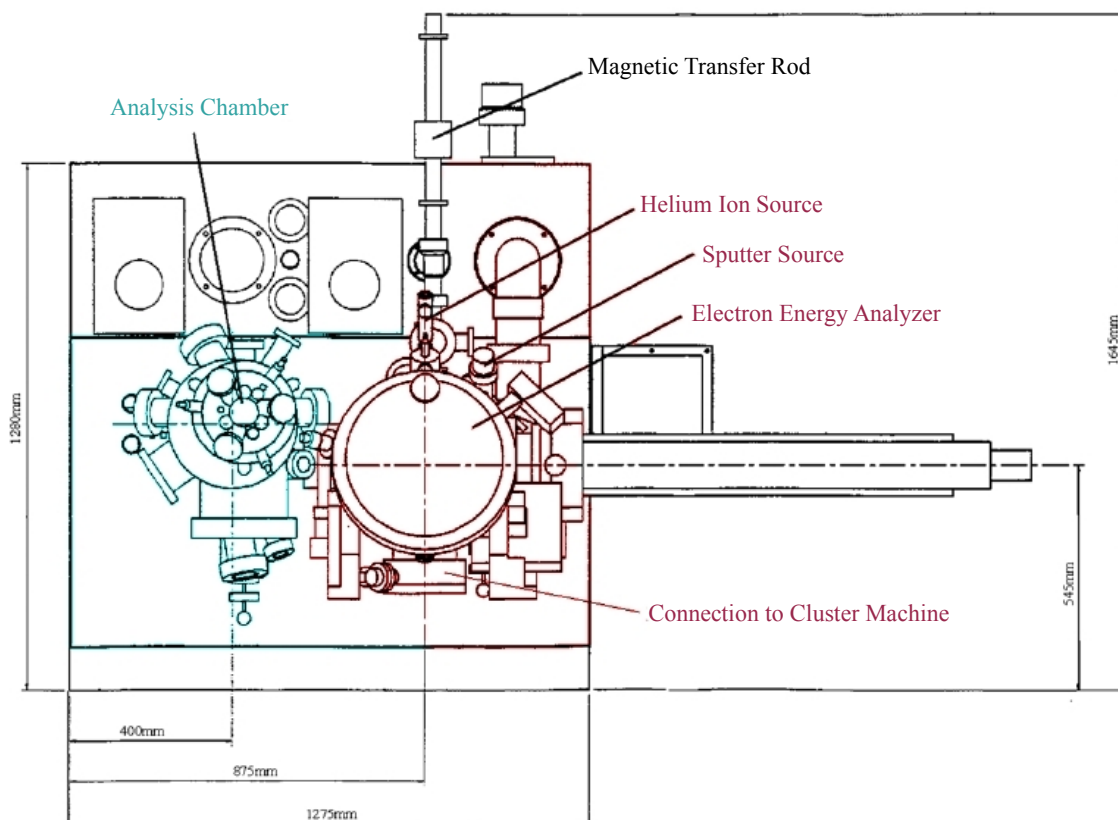 Magnetic Transfer Rod
Analysis Chamber
Helium Ion Source
Sputter Source
Electron Energy Analyzer
1645mm
1280mm
545mm
Connection to Cluster Machine
400mm
875mm
1275mm